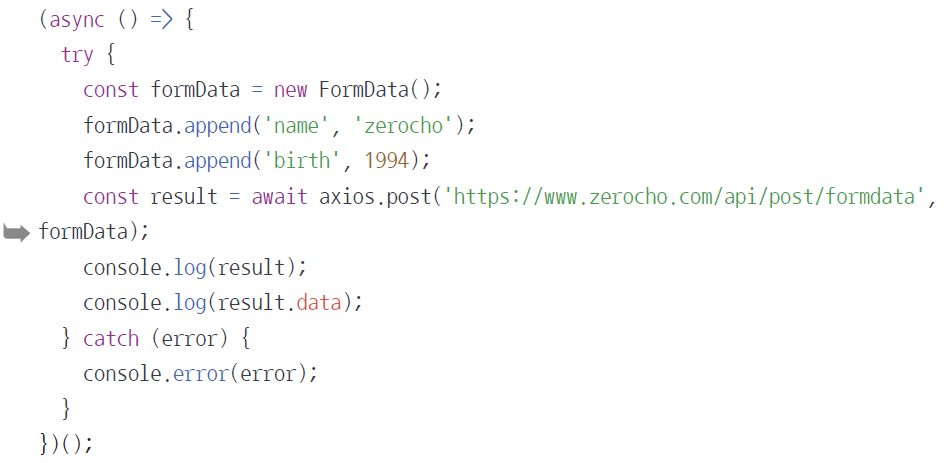 (async () => {
  try {
    const formData = new FormData();
    formData.append('name', 'zerocho');
    formData.append('birth', 1994);
    const result = await axios.post('https://www.zerocho.com/api/post/formdata',
formData);
    console.log(result);
    console.log(result.data);
  } catch (error) {
    console.error(error);
  }
})();